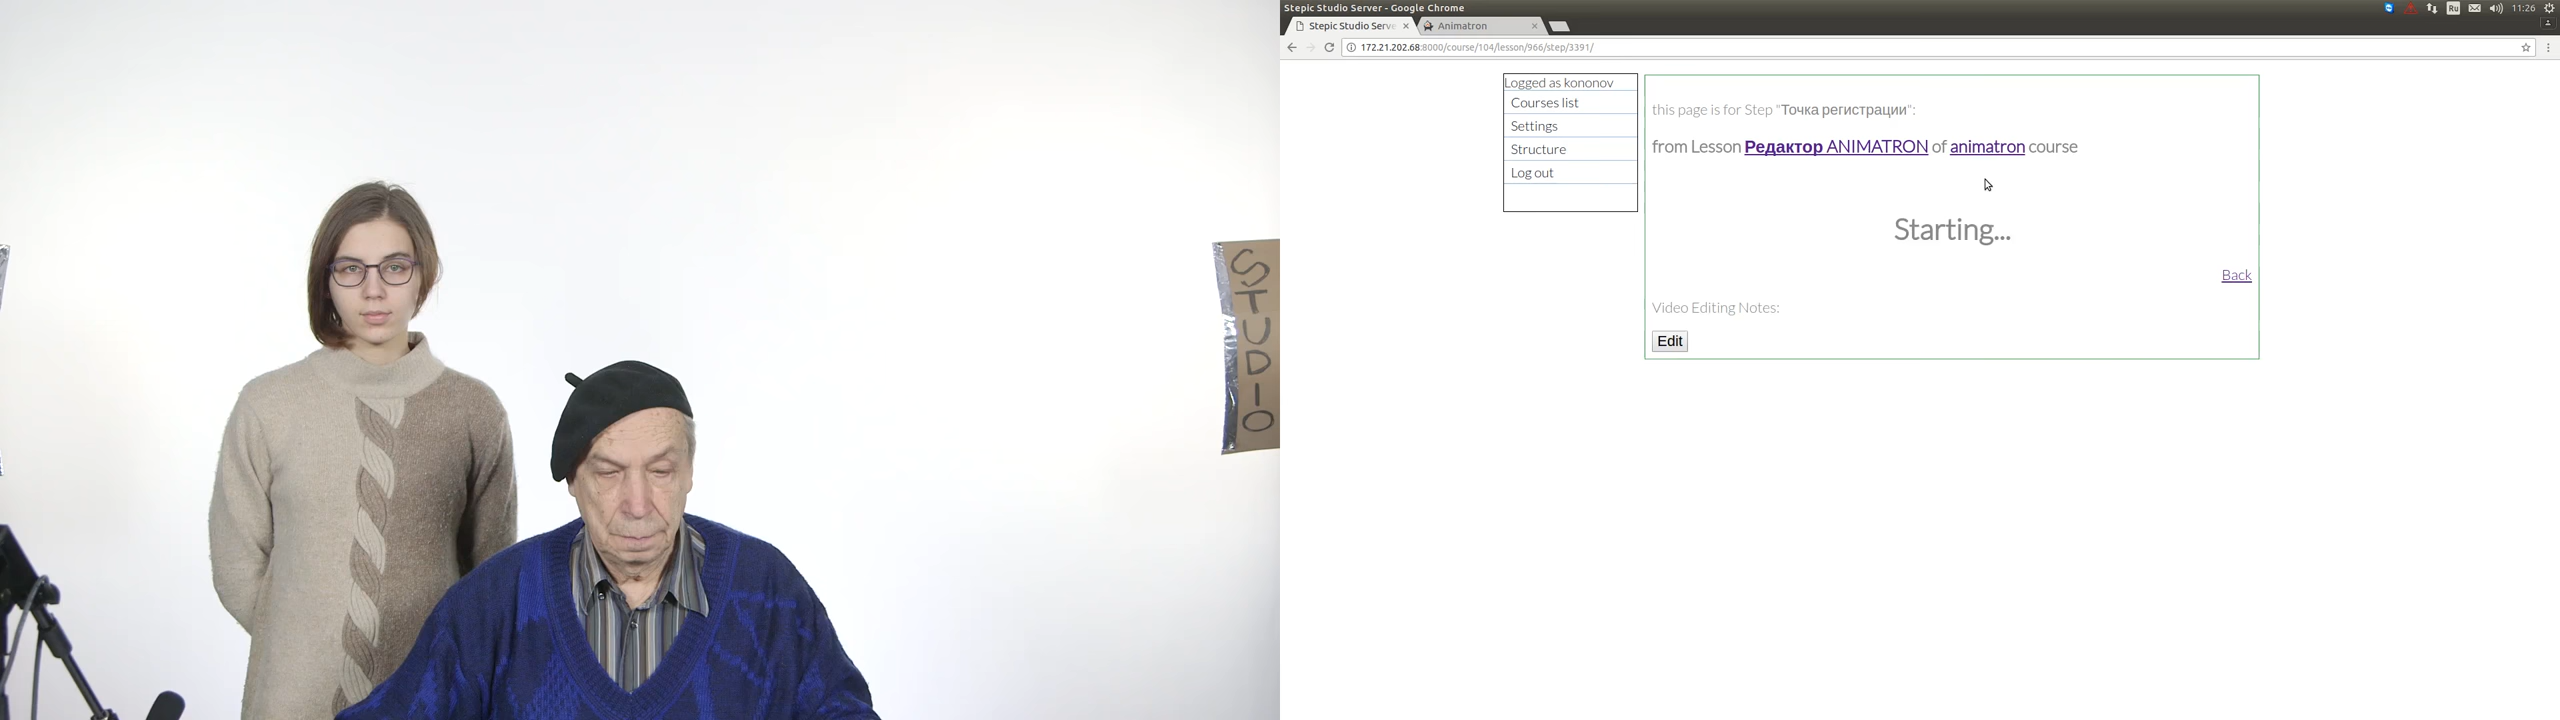 STUDIO
Stepic Studio Server - Google Chrome
Ru
11:26
Stepic Studio Serve
Animatron
172.21.202.68:8000/course/104/lesson/966/step/3391/
Logged as kononov
Courses list
Settings
Structure
Log out
this page is for Step "Точка регистрации":
from Lesson Редактор ANIMATRON of animatron course
Starting...
Back
Video Editing Notes:
Edit